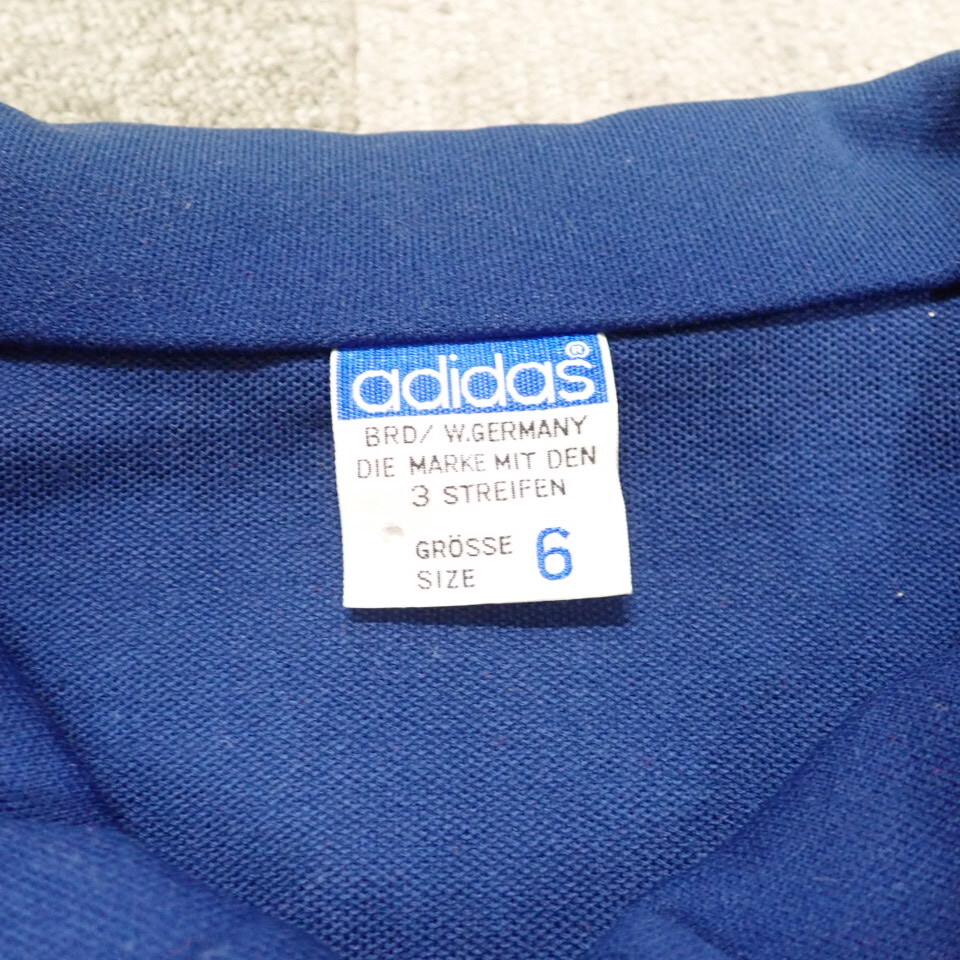 adidas®
BRD/ W.GERMANY
DIE MARKE MIT DEN
3 STREIFEN
GRÖSSE 6
SIZE